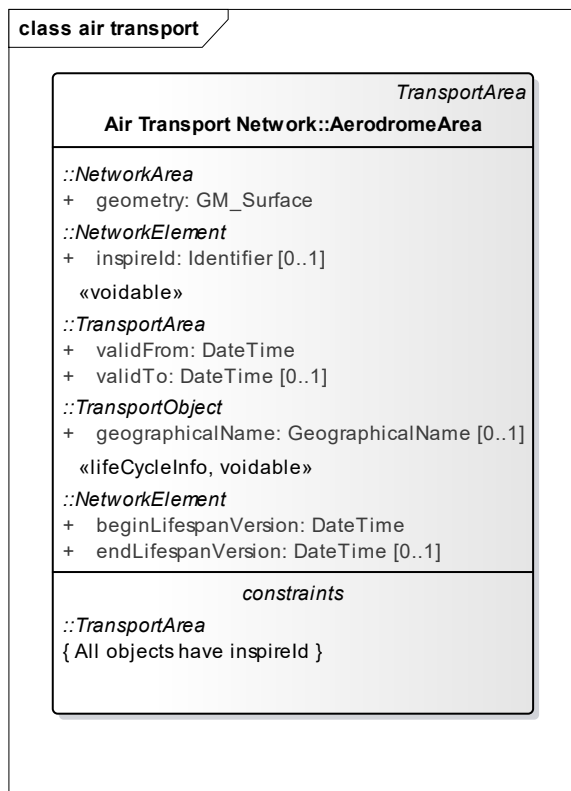 class air transport
TransportArea
Air Transport Network::AerodromeArea
::NetworkArea
+ geometry: GM_Surface
::NetworkElement
+ inspireId: Identifier [0..1]
«voidable»
::TransportArea
+ validFrom: DateTime
+ validTo: DateTime [0..1]
::TransportObject
+ geographicalName: GeographicalName [0..1]
«lifeCycleInfo, voidable»
::NetworkElement
+ beginLifespanVersion: DateTime
+ endLifespanVersion: DateTime [0..1]
constraints
::TransportArea
{ All objects have inspireId }